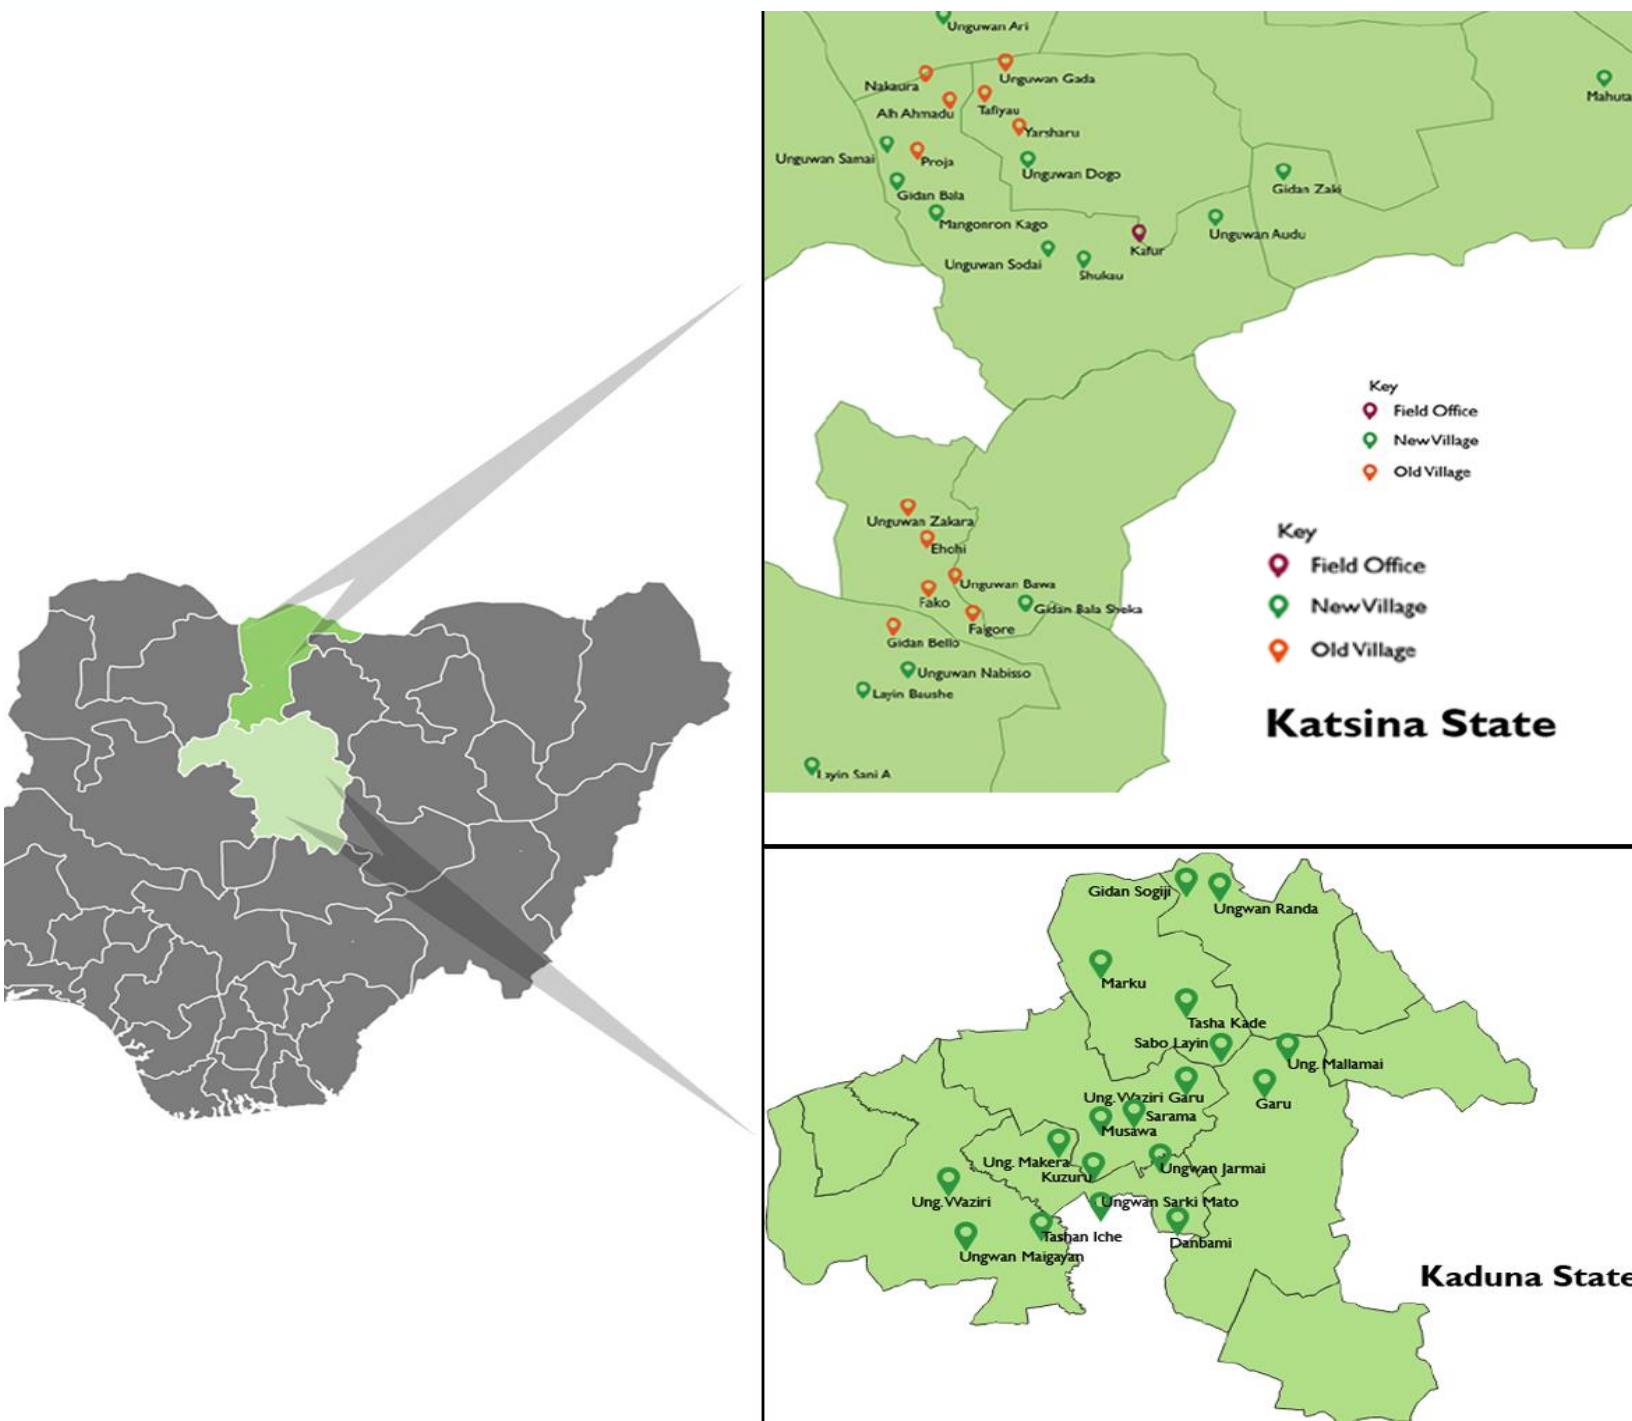 Unguwan Ari
Unguwan Gada
Nakaura
Alh Ahmadu
Tafiyau
Yarsharu
Mahuta
Unguwan Samai
Proja
Unguwan Dogo
Gidan Bala
Gidan Zaki
Mangonron Kago
Unguwan Audu
Unguwan Sodai
Kafur
Shukau
Key
Field Office
New Village
Old Village
Unguwan Zakara
Ehohi
Unguwan Bawa
Fako
Gidan Bala Sheka
Falgore
Gidan Bello
Unguwan Nabisso
Layin Baushe
Layin Sani A
Key
Field Office
New Village
Old Village
Katsina State
Gidan Sogiji
Ungwan Randa
Marku
Tasha Kade
Sabo Layin
Ung. Mallamai
Ung. Waziri Garu
Garu
Sarama
Musawa
Ung. Makera
Kuzuru
Ungwan Jarmai
Ung. Waziri
Ungwan Sarki Mato
Tashan Iche
Danbami
Ungwan Maigayan
Kaduna State